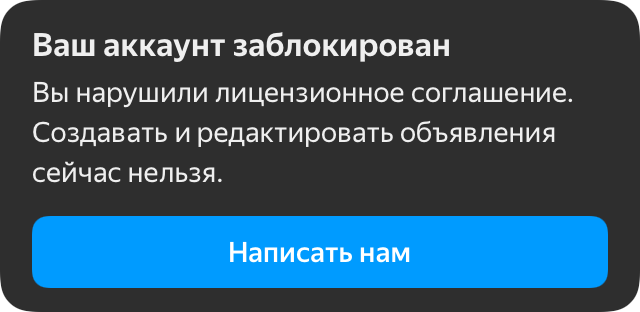 Ваш аккаунт заблокирован
Вы нарушили лицензионное соглашение.
Создавать и редактировать объявления
сейчас нельзя.
Написать нам